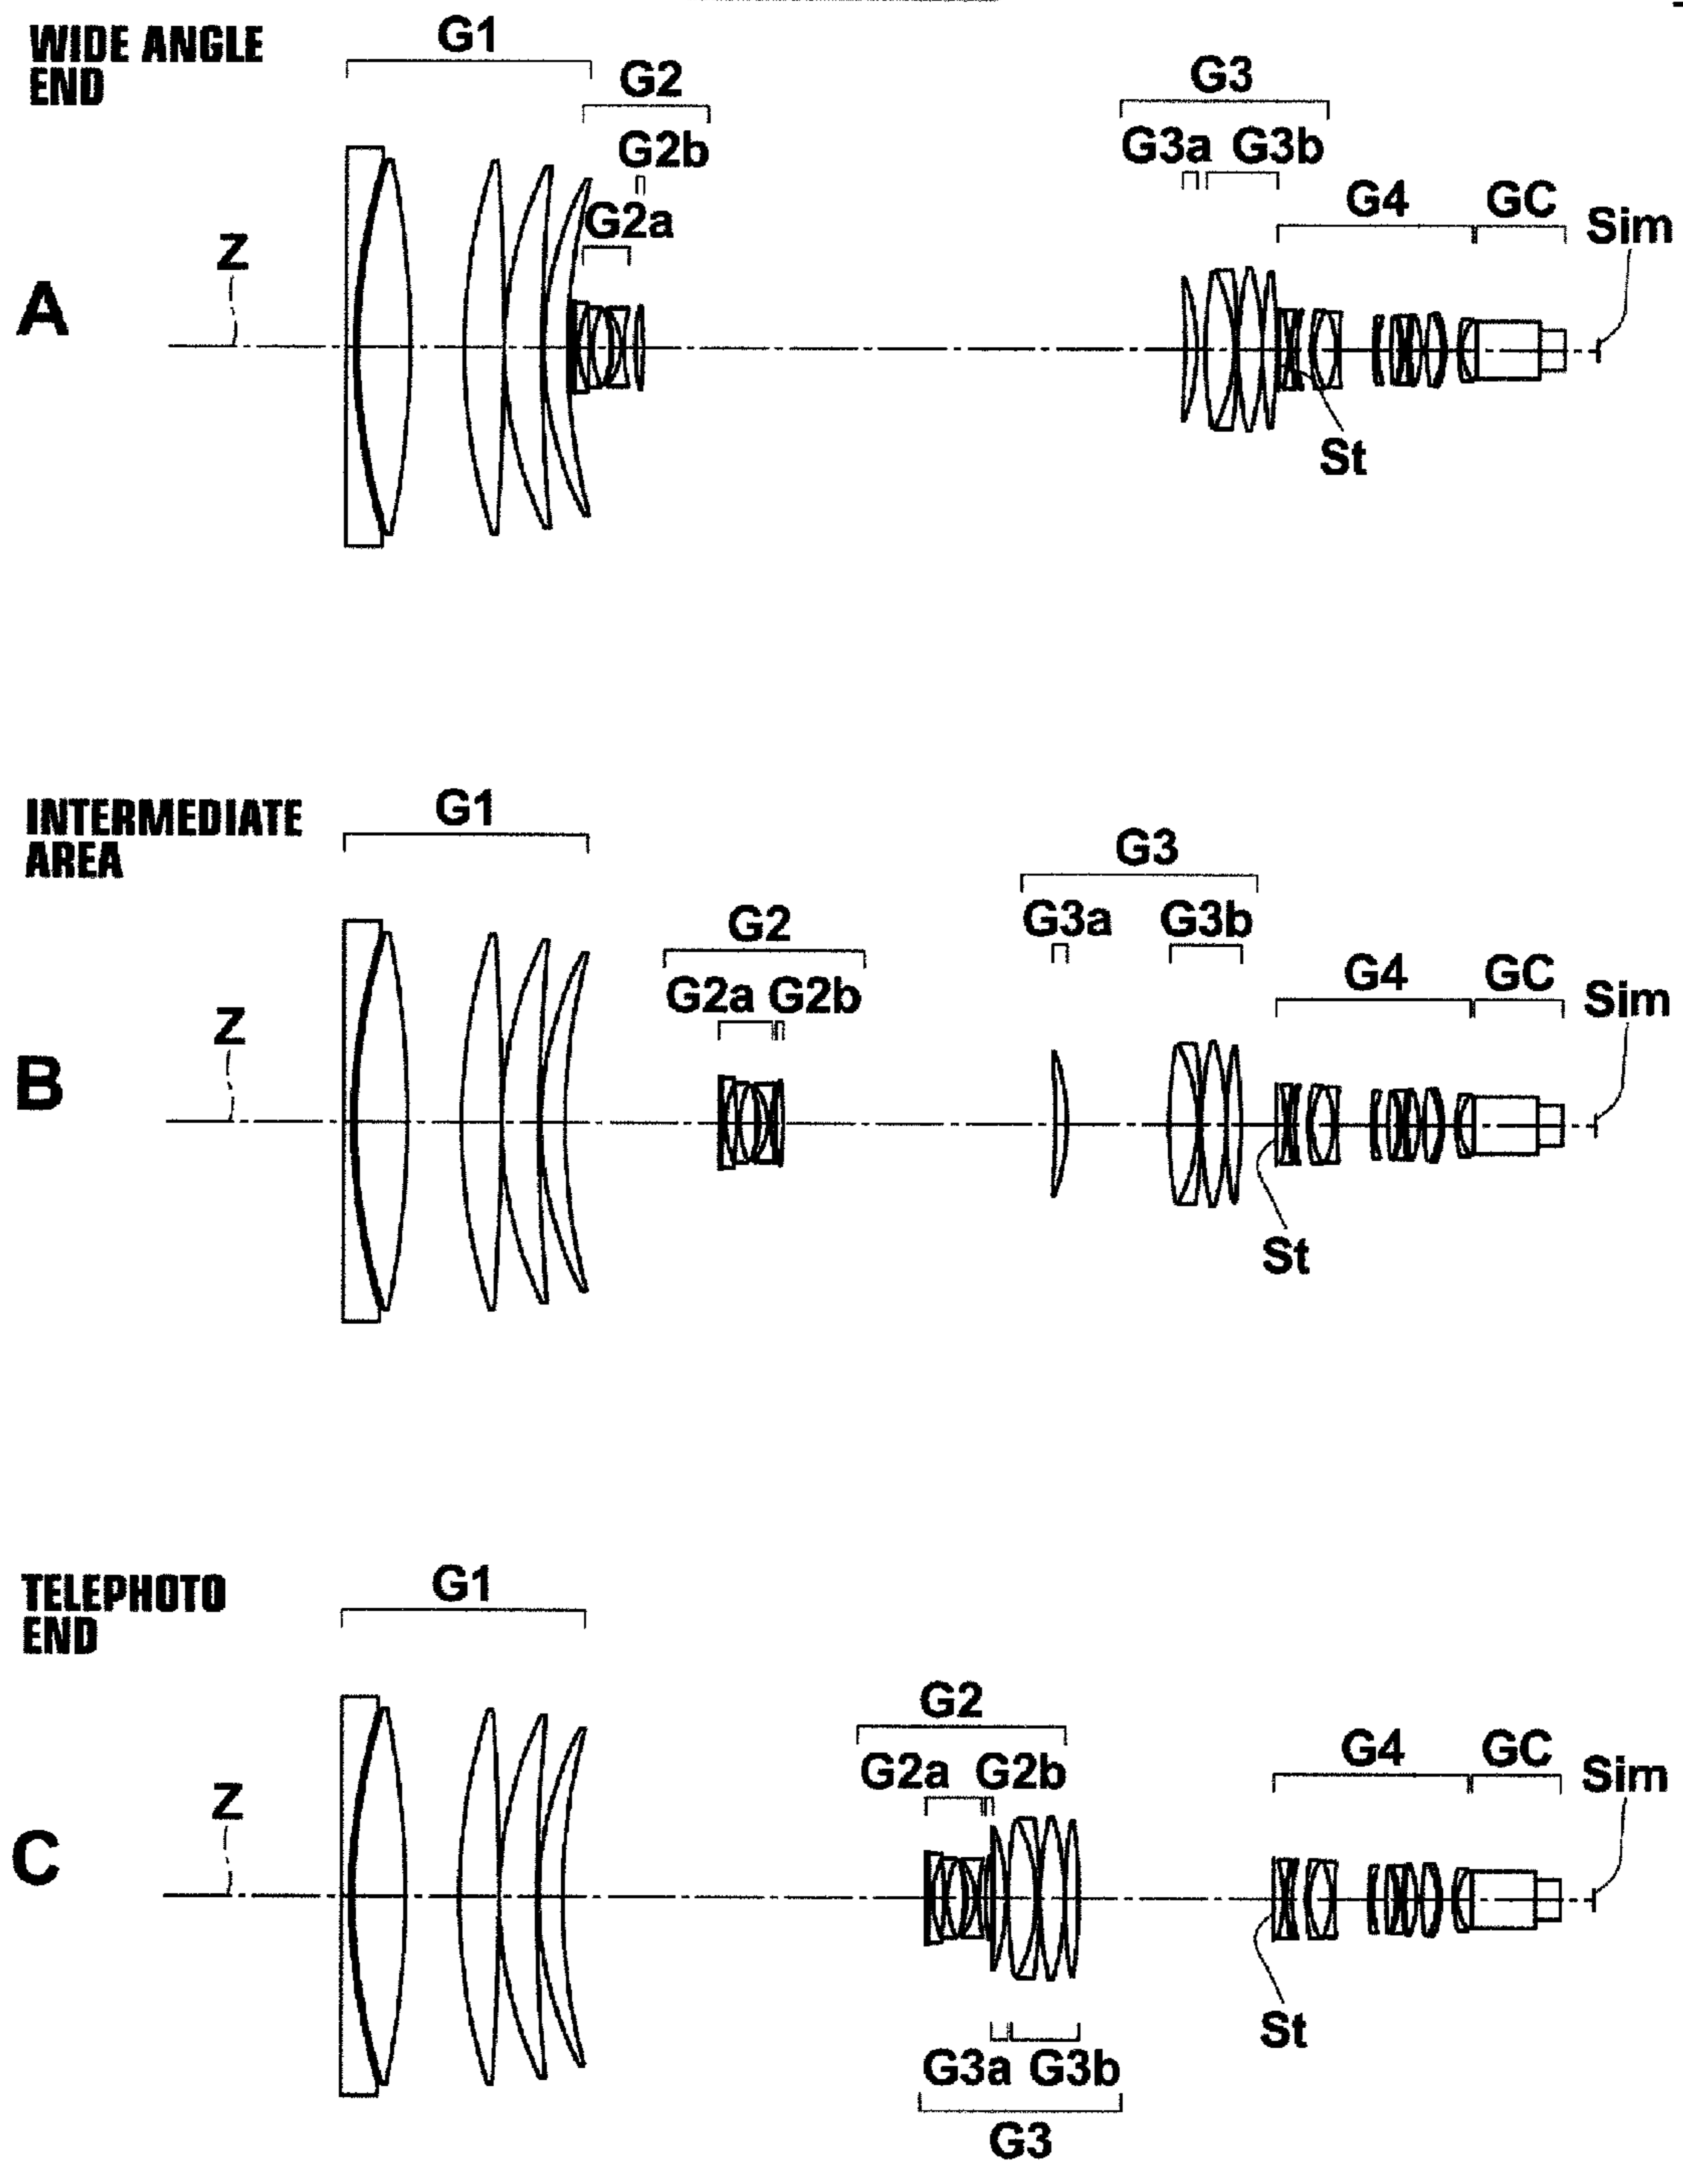 WIDE ANGLE
END
G1
G2
G2b
G2a
G3
G3a G3b
G4 GC Sim
Z
A
St
INTERMEDIATE
AREA
G1
G2
G2a G2b
G3
G3a G3b
G4 GC Sim
Z
B
St
TELEPHOTO
END
G1
G2
G2a G2b
G4 GC Sim
Z
C
St
G3a G3b
G3